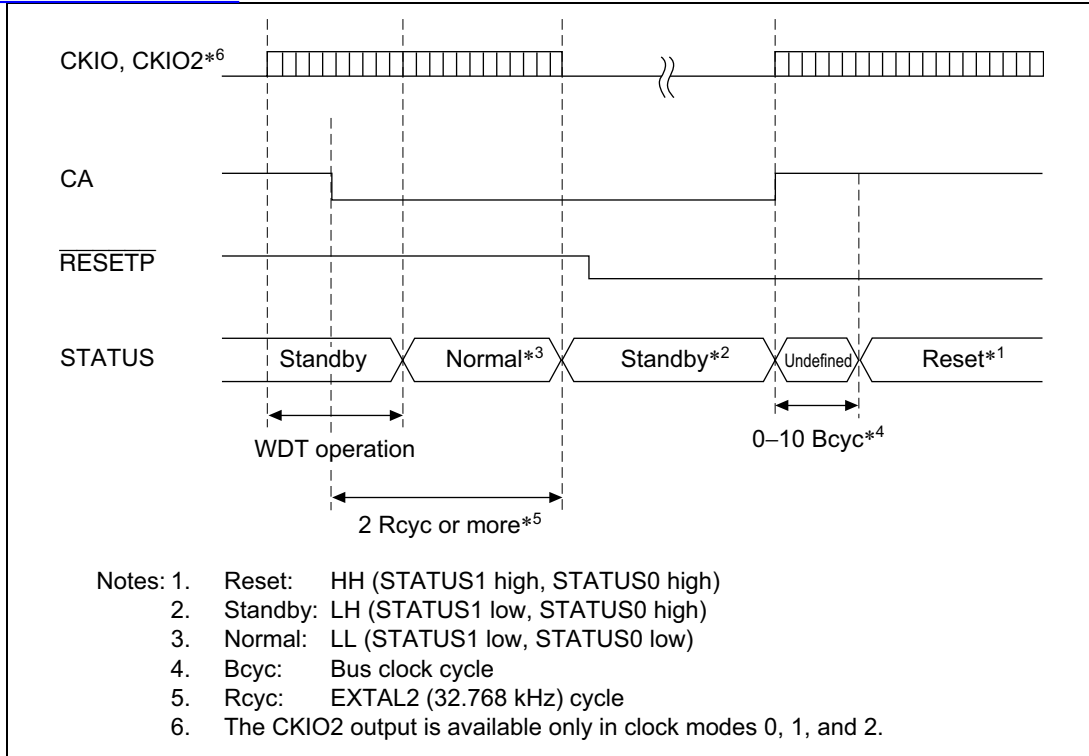 CKIO, CKIO2*6
CA
RESETP
STATUS
Standby
Normal*3
Standby*2
Undefined
Reset*1
WDT operation
0–10 Bcyc*4
2 Rcyc or more*5
Notes: 1. Reset: HH (STATUS1 high, STATUS0 high)
2. Standby: LH (STATUS1 low, STATUS0 high)
3. Normal: LL (STATUS1 low, STATUS0 low)
4. Bcyc: Bus clock cycle
5. Rcyc: EXTAL2 (32.768 kHz) cycle
6. The CKIO2 output is available only in clock modes 0, 1, and 2.